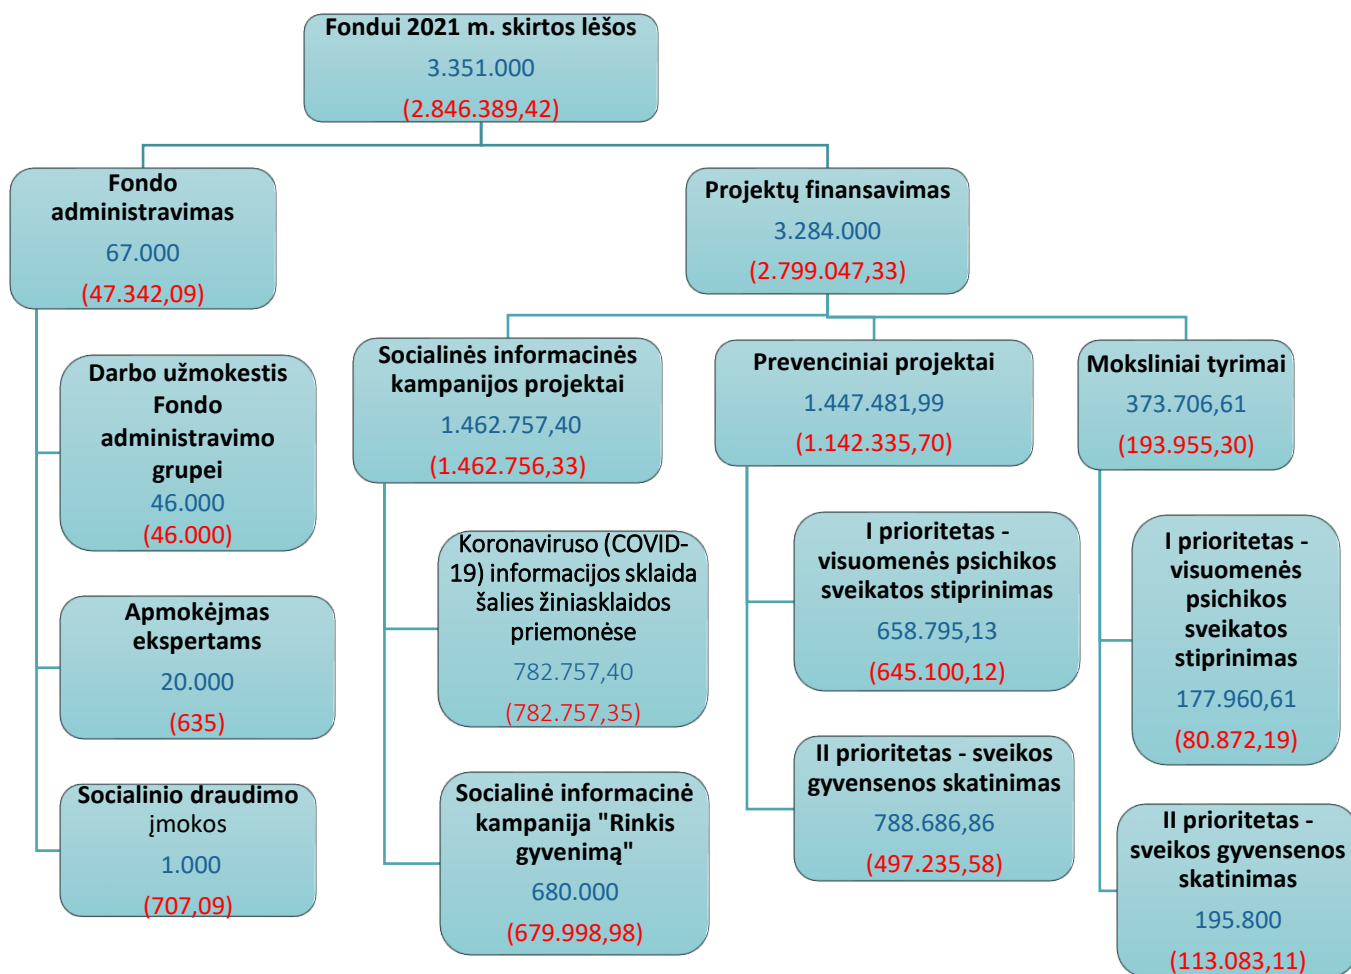 Fondui 2021 m. skirtos lėšos
3.351.000
(2.846.389,42)
Fondo
administravimas
67.000
(47.342,09)
Projektų finansavimas
3.284.000
(2.799.047,33)
Darbo užmokestis
Fondo
administravimo
grupei
46.000
(46.000)
Apmokėjmas
ekspertams
20.000
(635)
Socialinio draudimo
įmokos
1.000
(707,09)
Socialinės informacinės
kampanijos projektai
1.462.757,40
(1.462.756,33)
Koronaviruso (COVID-
19) informacijos sklaida
šalies žiniasklaidos
priemonėse
782.757,40
(782.757,35)
Socialinė informacinė
kampanija "Rinkis
gyvenimą"
680.000
(679.998,98)
Prevenciniai projektai
1.447.481,99
(1.142.335,70)
I prioritetas -
visuomenės psichikos
sveikatos stiprinimas
658.795,13
(645.100,12)
II prioritetas - sveikos
gyvensenos skatinimas
788.686,86
(497.235,58)
Moksliniai tyrimai
373.706,61
(193.955,30)
I prioritetas -
visuomenės
psichikos
sveikatos
stiprinimas
177.960,61
(80.872,19)
II prioritetas -
sveikos gyvensenos
skatinimas
195.800
(113.083,11)